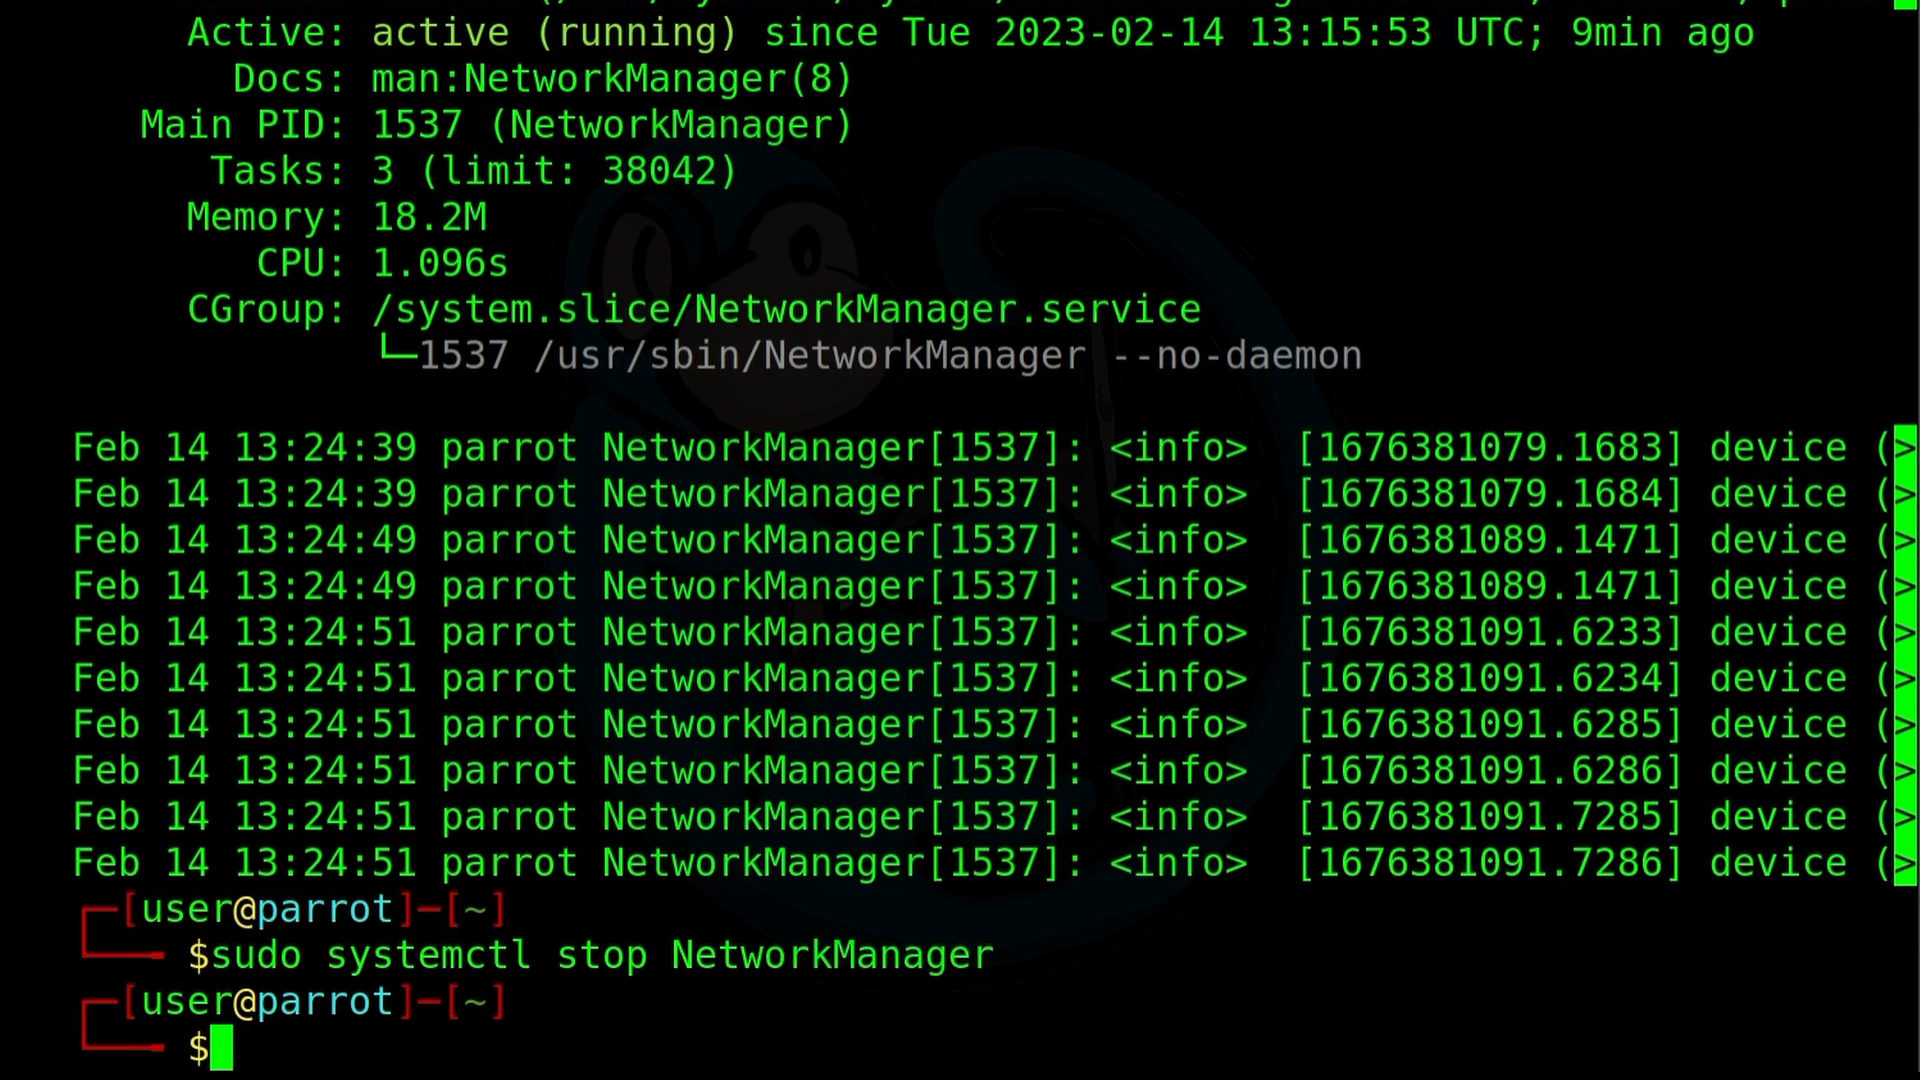 Active: active (running) since Tue 2023-02-14 13:15:53 UTC; 9min ago
Docs: man:NetworkManager(8)
Main PID: 1537 (NetworkManager)
Tasks: 3 (limit: 38042)
Memory: 18.2M
CPU: 1.096s
CGroup: /system.slice/NetworkManager.service
└─1537 /usr/sbin/NetworkManager --no-daemon
Feb 14 13:24:39 parrot NetworkManager[1537]: <info>  [1676381079.1683] device (>
Feb 14 13:24:39 parrot NetworkManager[1537]: <info>  [1676381079.1684] device (>
Feb 14 13:24:49 parrot NetworkManager[1537]: <info>  [1676381089.1471] device (>
Feb 14 13:24:49 parrot NetworkManager[1537]: <info>  [1676381089.1471] device (>
Feb 14 13:24:51 parrot NetworkManager[1537]: <info>  [1676381091.6233] device (>
Feb 14 13:24:51 parrot NetworkManager[1537]: <info>  [1676381091.6234] device (>
Feb 14 13:24:51 parrot NetworkManager[1537]: <info>  [1676381091.6285] device (>
Feb 14 13:24:51 parrot NetworkManager[1537]: <info>  [1676381091.6286] device (>
Feb 14 13:24:51 parrot NetworkManager[1537]: <info>  [1676381091.7285] device (>
Feb 14 13:24:51 parrot NetworkManager[1537]: <info>  [1676381091.7286] device (>
┌─[user@parrot]─[~]
└──╼ $sudo systemctl stop NetworkManager
┌─[user@parrot]─[~]
└──╼ $